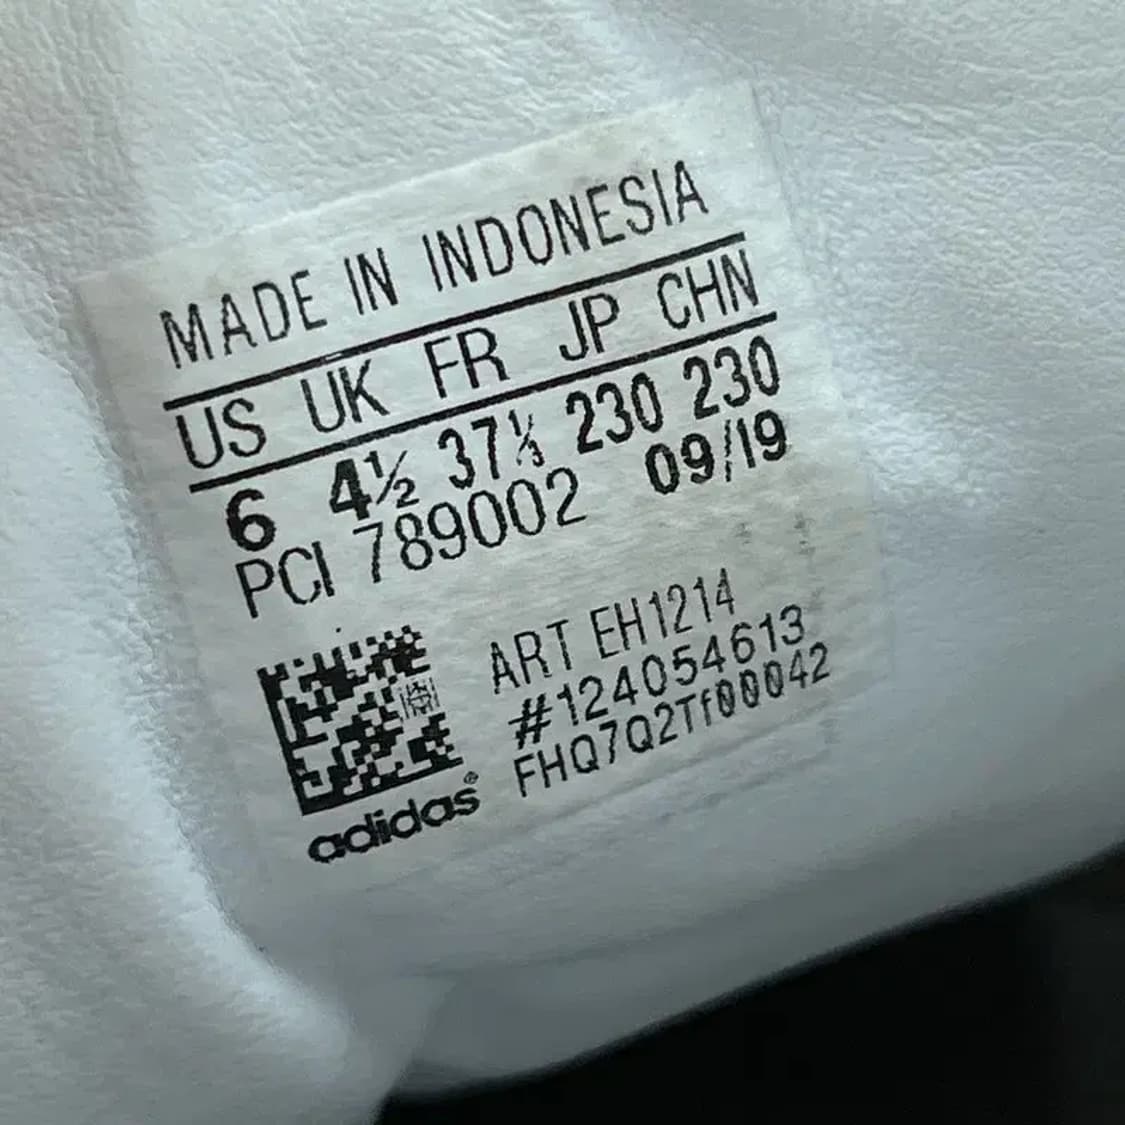 MADE IN INDONESIA
US UK FR JP CHN
6 4½ 37⅓ 230 230
PCI 789002 09/19
ART EH1214
#124054613
FHQ7Q2Tf00042
adidas®